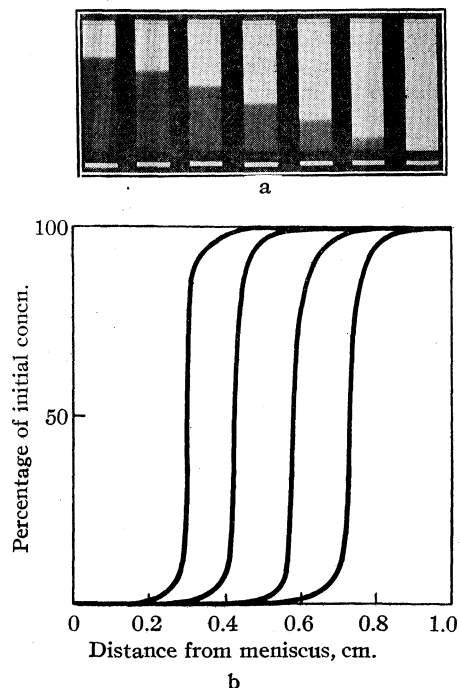 a
100
50
Percentage of initial concn.
0 0.2 0.4 0.6 0.8 1.0
Distance from meniscus, cm.
b